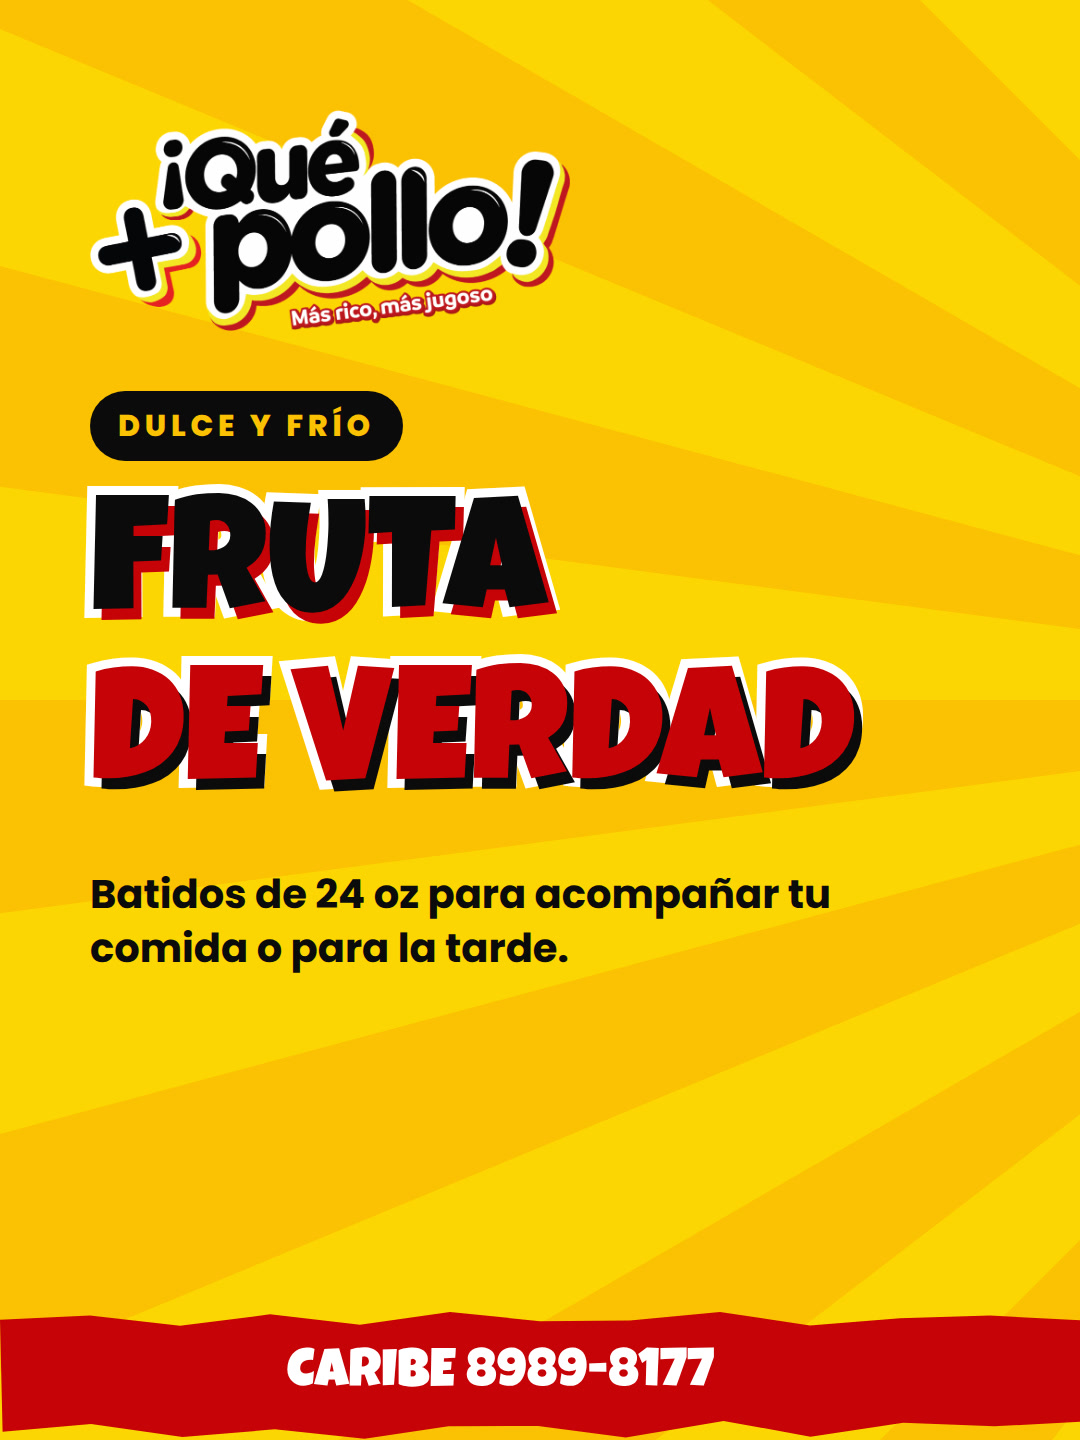 ¡Qué
+ pollo!
Más rico, más jugoso
DULCE Y FRÍO
FRUTA
DE VERDAD
Batidos de 24 oz para acompañar tu
comida o para la tarde.
CARIBE 8989-8177